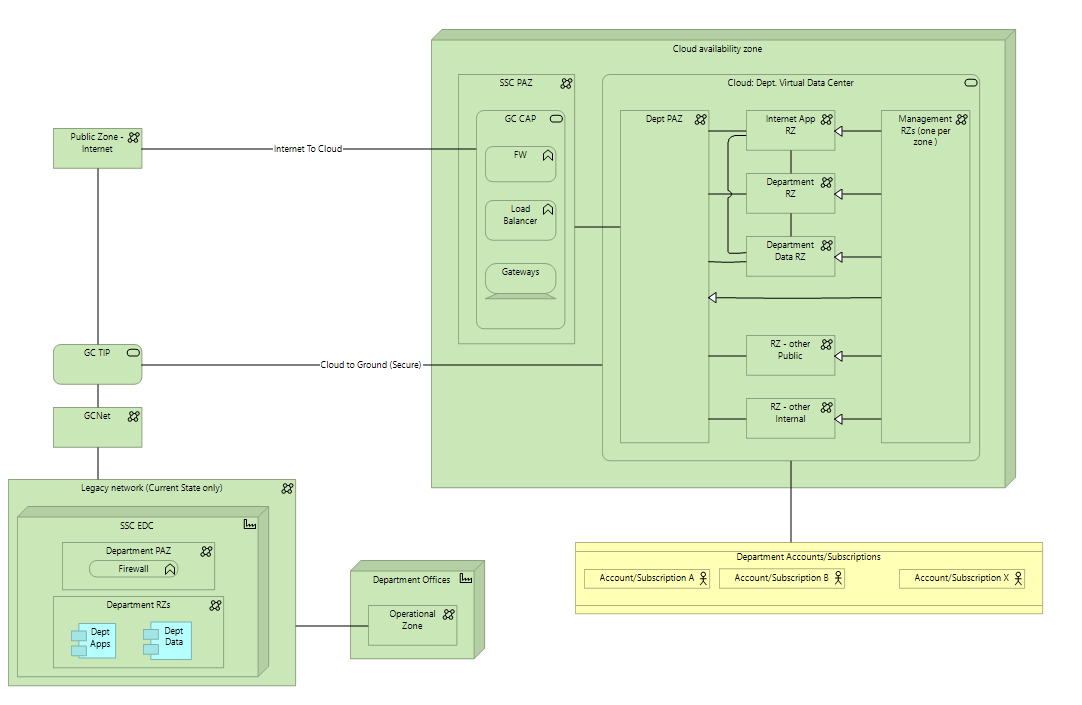 Cloud availability zone
SSC PAZ
Cloud: Dept. Virtual Data Center
GC CAP
FW
Load
Balancer
Gateways
Dept PAZ
Internet App
RZ
Department
RZ
Department
Data RZ
RZ - other
Public
RZ - other
Internal
Management
RZs (one per
zone )
Public Zone -
Internet
Internet To Cloud
GC TIP
Cloud to Ground (Secure)
GCNet
Legacy network (Current State only)
SSC EDC
Department PAZ
Firewall
Department RZs
Dept
Apps
Dept
Data
Department Offices
Operational
Zone
Department Accounts/Subscriptions
Account/Subscription A
Account/Subscription B
Account/Subscription X